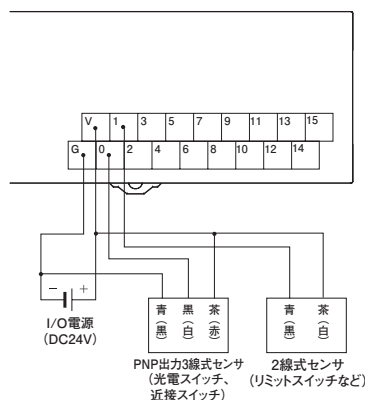 V 1 3 5 7 9 11 13 15
G 0 2 4 6 8 10 12 14
− +
I/O電源
(DC24V)
青(黒) 黒(白) 茶(赤)
青(黒) 茶(白)
PNP出力3線式センサ
(光電スイッチ、
近接スイッチ)
2線式センサ
(リミットスイッチなど)